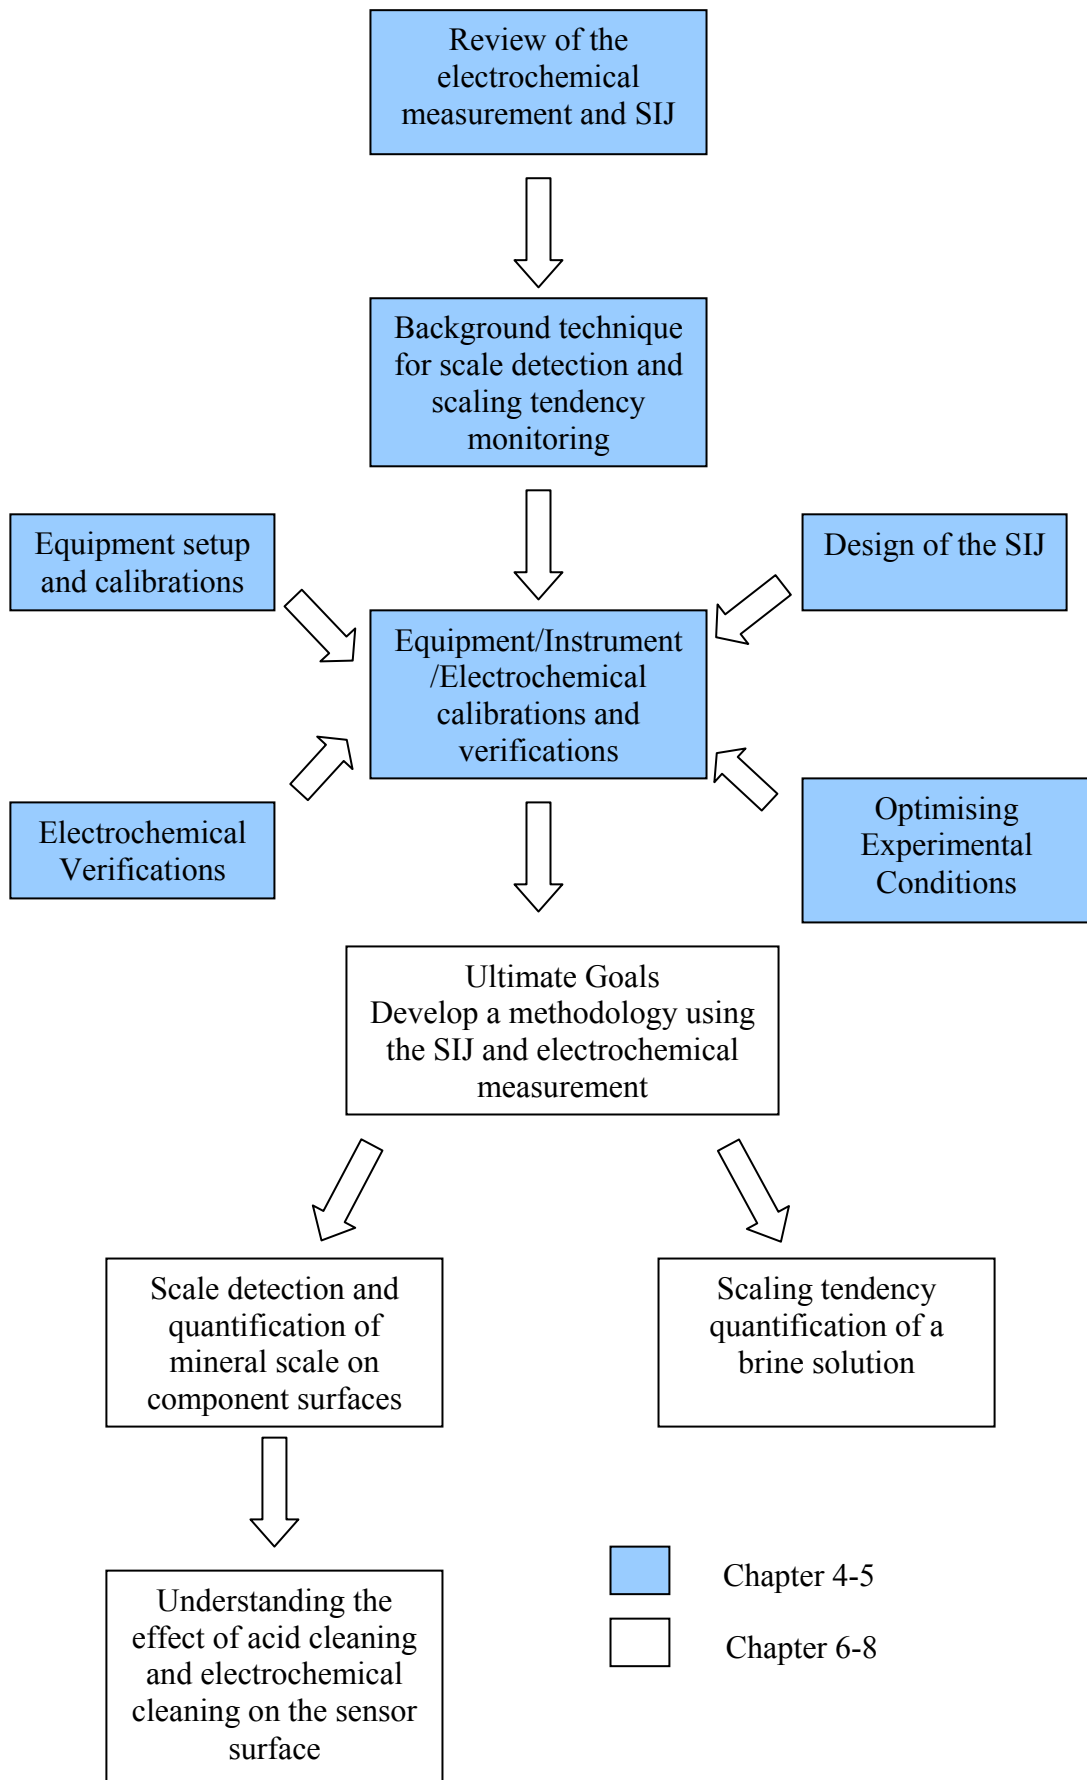 Review of the
electrochemical
measurement and SIJ
Background technique
for scale detection and
scaling tendency
monitoring
Equipment setup
and calibrations
Design of the SIJ
Equipment/Instrument
/Electrochemical
calibrations and
verifications
Electrochemical
Verifications
Optimising
Experimental
Conditions
Ultimate Goals
Develop a methodology using
the SIJ and electrochemical
measurement
Scale detection and
quantification of
mineral scale on
component surfaces
Scaling tendency
quantification of a
brine solution
Understanding the
effect of acid cleaning
and electrochemical
cleaning on the sensor
surface
Chapter 4-5
Chapter 6-8